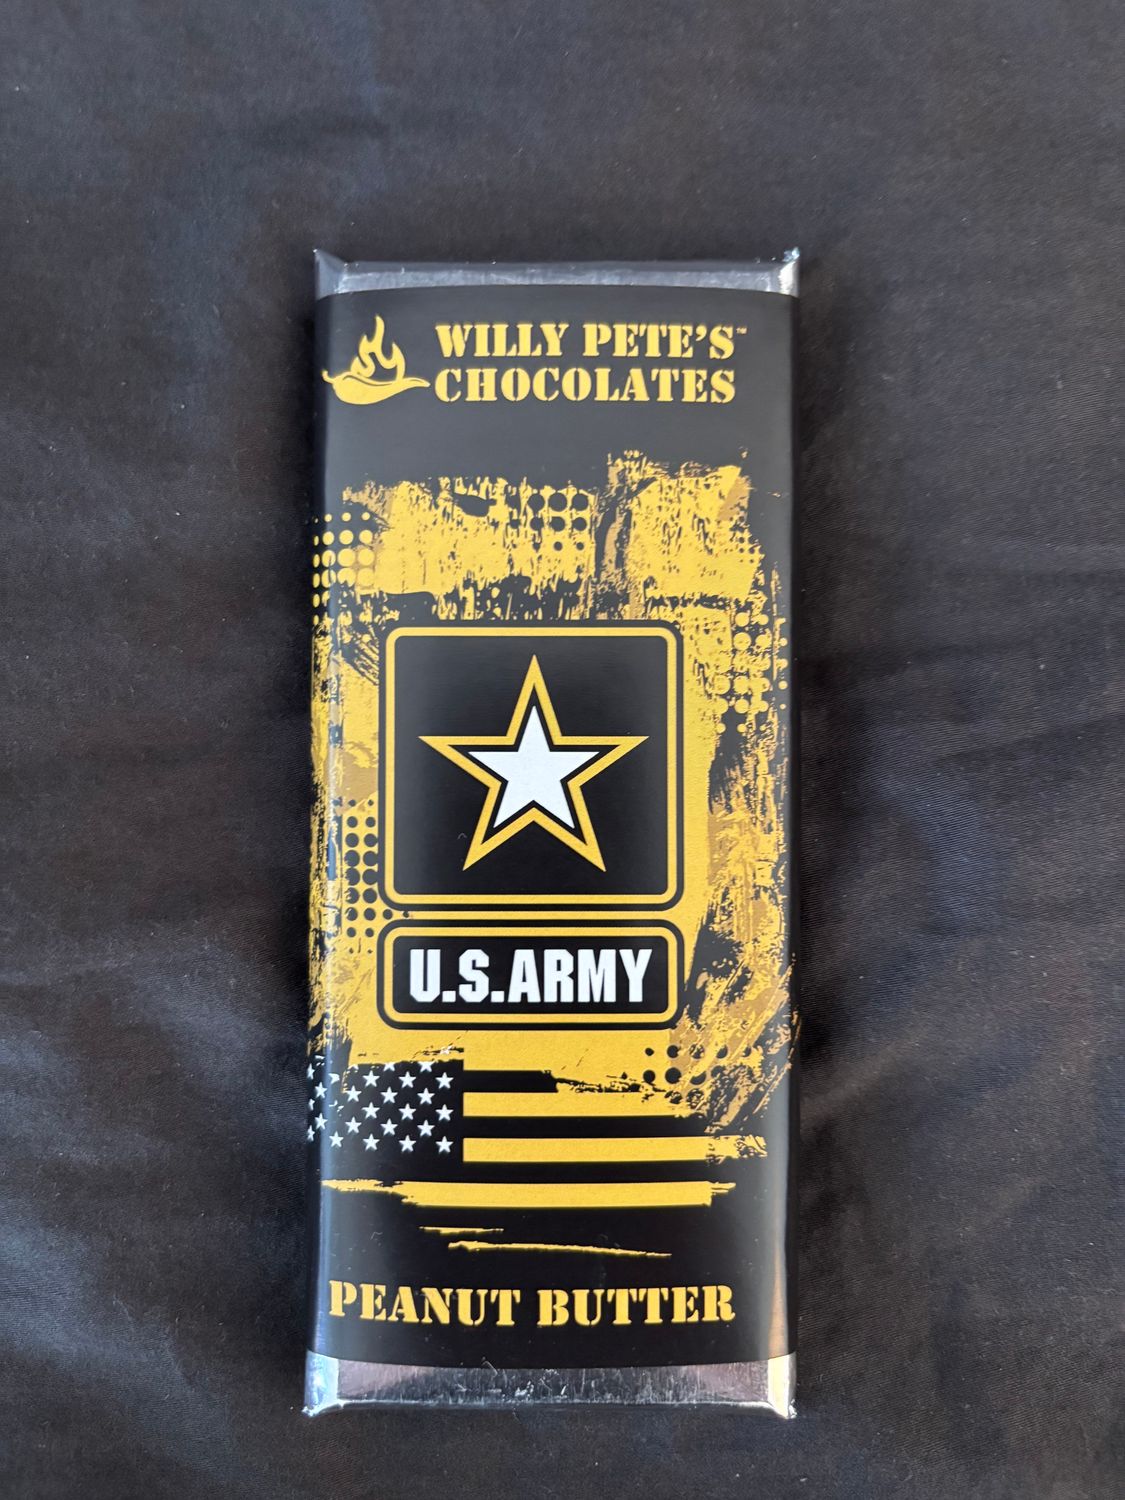 WILLY PETE'S™
CHOCOLATES
U.S.ARMY
PEANUT BUTTER